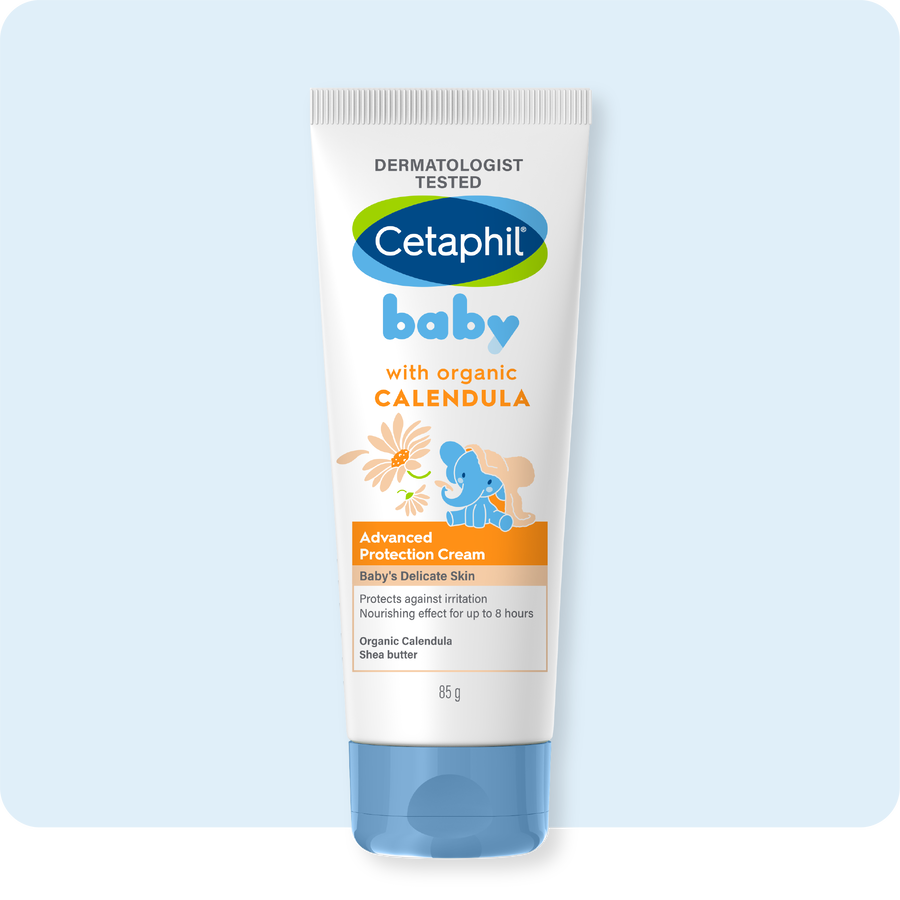 DERMATOLOGIST
TESTED
Cetaphil®
baby
with organic
CALENDULA
Advanced
Protection Cream
Baby's Delicate Skin
Protects against irritation
Nourishing effect for up to 8 hours
Organic Calendula
Shea butter
85 g